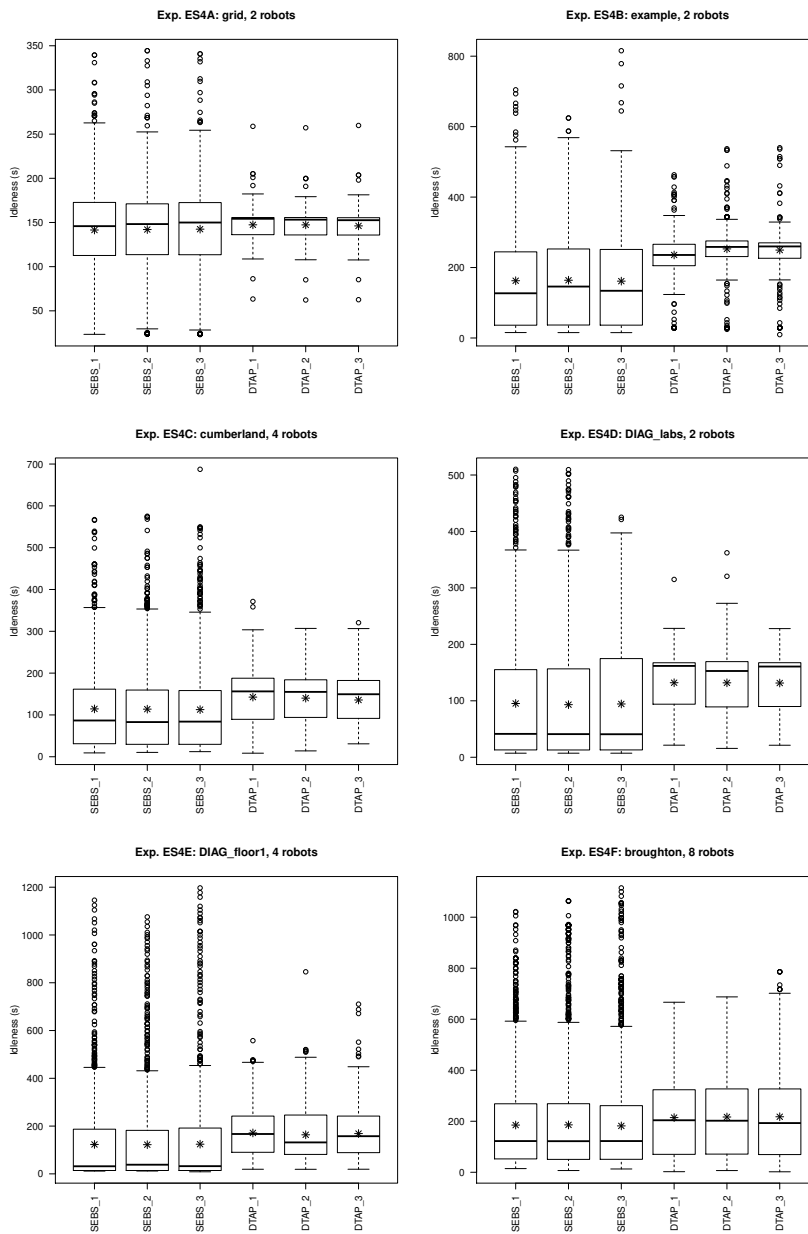 Exp. ES4A: grid, 2 robots
Idleness (s)
350
300
250
200
150
100
50
SEBS_1
SEBS_2
SEBS_3
DTAP_1
DTAP_2
DTAP_3
Exp. ES4B: example, 2 robots
Idleness (s)
800
600
400
200
0
SEBS_1
SEBS_2
SEBS_3
DTAP_1
DTAP_2
DTAP_3
Exp. ES4C: cumberland, 4 robots
Idleness (s)
700
600
500
400
300
200
100
0
SEBS_1
SEBS_2
SEBS_3
DTAP_1
DTAP_2
DTAP_3
Exp. ES4D: DIAG_labs, 2 robots
Idleness (s)
500
400
300
200
100
0
SEBS_1
SEBS_2
SEBS_3
DTAP_1
DTAP_2
DTAP_3
Exp. ES4E: DIAG_floor1, 4 robots
Idleness (s)
1200
1000
800
600
400
200
0
SEBS_1
SEBS_2
SEBS_3
DTAP_1
DTAP_2
DTAP_3
Exp. ES4F: broughton, 8 robots
Idleness (s)
1000
800
600
400
200
0
SEBS_1
SEBS_2
SEBS_3
DTAP_1
DTAP_2
DTAP_3